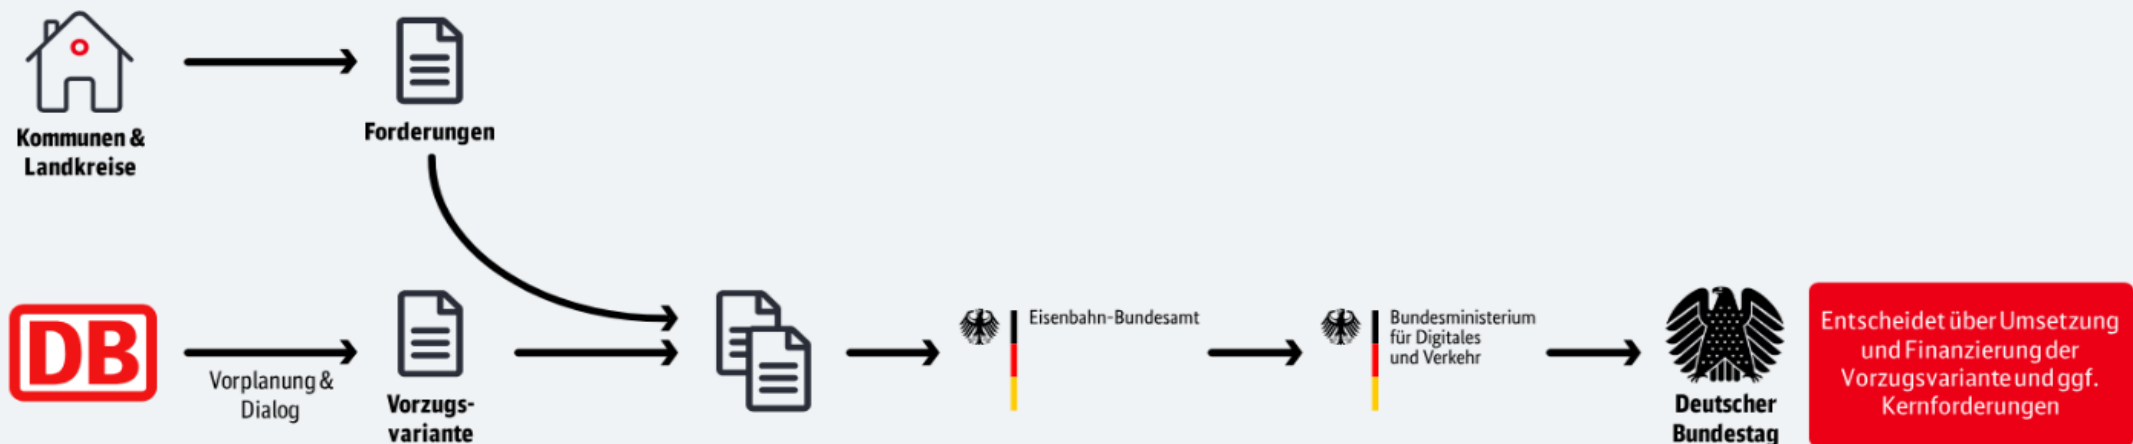 Kommunen &
Landkreise
Forderungen
DB
Vorplanung &
Dialog
Vorzugs-
variante
Eisenbahn-Bundesamt
Bundesministerium
für Digitales
und Verkehr
Deutscher
Bundestag
Entscheidet über Umsetzung
und Finanzierung der
Vorzugsvariante und ggf.
Kernforderungen